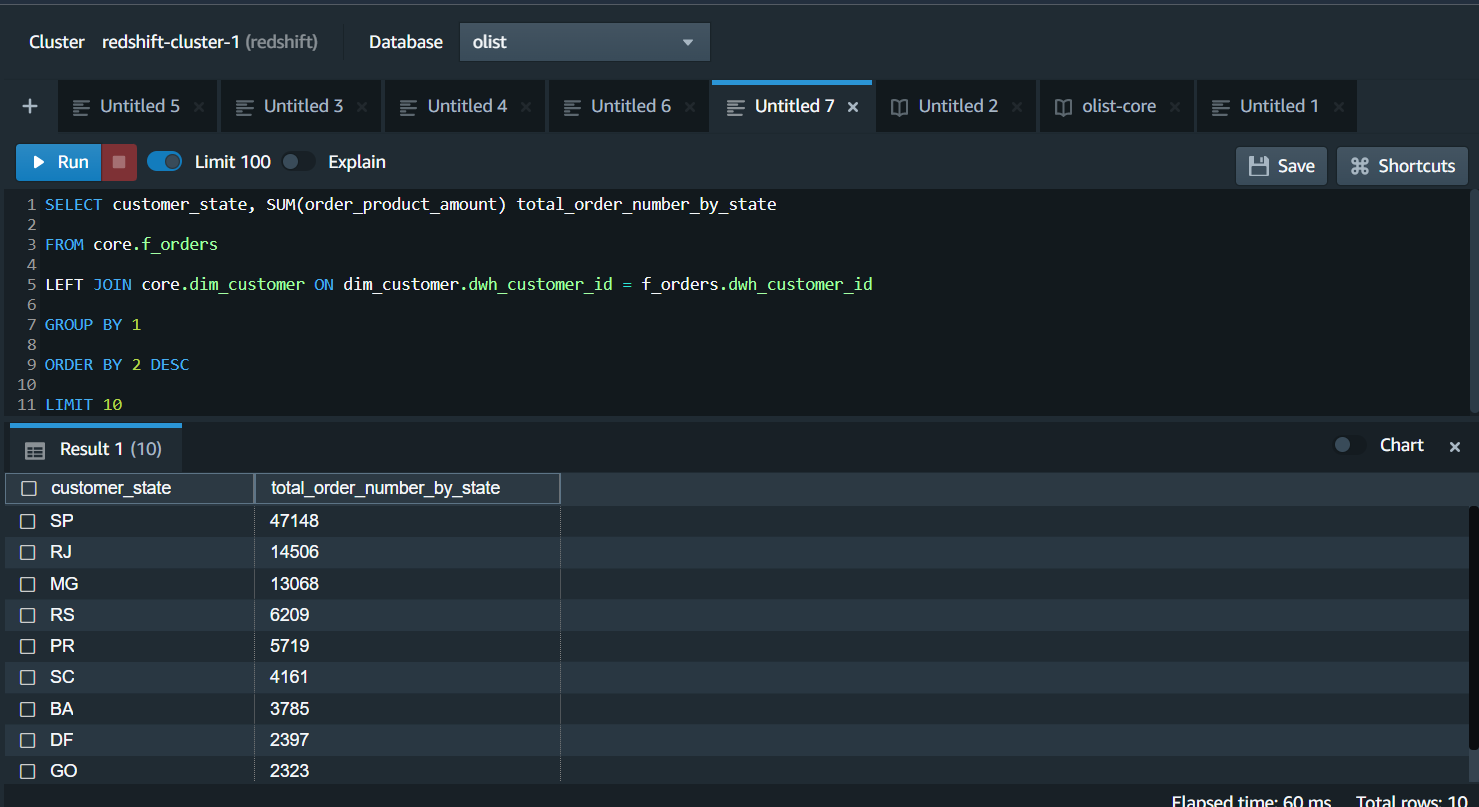 Cluster redshift-cluster-1 (redshift) Database olist
+ Untitled 5 × Untitled 3 × Untitled 4 × Untitled 6 × Untitled 7 × Untitled 2 × olist-core × Untitled 1 ×
Run Limit 100 Explain Save Shortcuts
1 SELECT customer_state, SUM(order_product_amount) total_order_number_by_state
2
3 FROM core.f_orders
4
5 LEFT JOIN core.dim_customer ON dim_customer.dwh_customer_id = f_orders.dwh_customer_id
6
7 GROUP BY 1
8
9 ORDER BY 2 DESC
10
11 LIMIT 10
Result 1 (10) Chart ×
customer_state total_order_number_by_state
SP 47148
RJ 14506
MG 13068
RS 6209
PR 5719
SC 4161
BA 3785
DF 2397
GO 2323
Elapsed time: 60 ms Total rows: 10